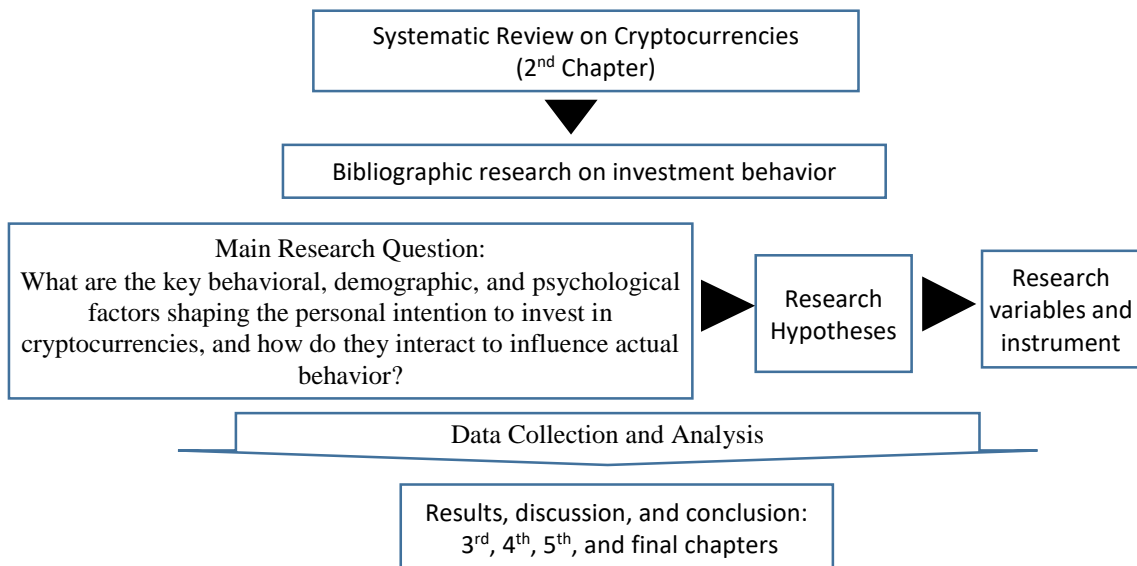 Systematic Review on Cryptocurrencies
(2nd Chapter)
Bibliographic research on investment behavior
Main Research Question:
What are the key behavioral, demographic, and psychological
factors shaping the personal intention to invest in
cryptocurrencies, and how do they interact to influence actual
behavior?
Research
Hypotheses
Research
variables and
instrument
Data Collection and Analysis
Results, discussion, and conclusion:
3rd, 4th, 5th, and final chapters